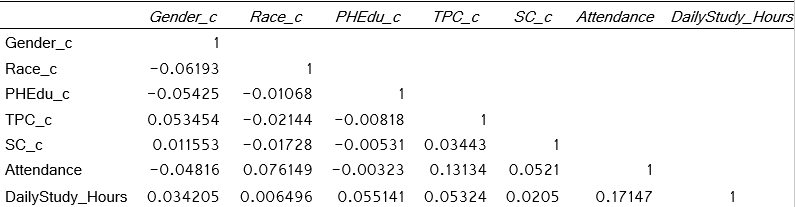 Gender_c Race_c PHEdu_c TPC_c SC_c Attendance DailyStudy_Hours
Gender_c 1
Race_c -0.06193 1
PHEdu_c -0.05425 -0.01068 1
TPC_c 0.053454 -0.02144 -0.00818 1
SC_c 0.011553 -0.01728 -0.00531 0.03443 1
Attendance -0.04816 0.076149 -0.00323 0.13134 0.0521 1
DailyStudy_Hours 0.034205 0.006496 0.055141 0.05324 0.0205 0.17147 1